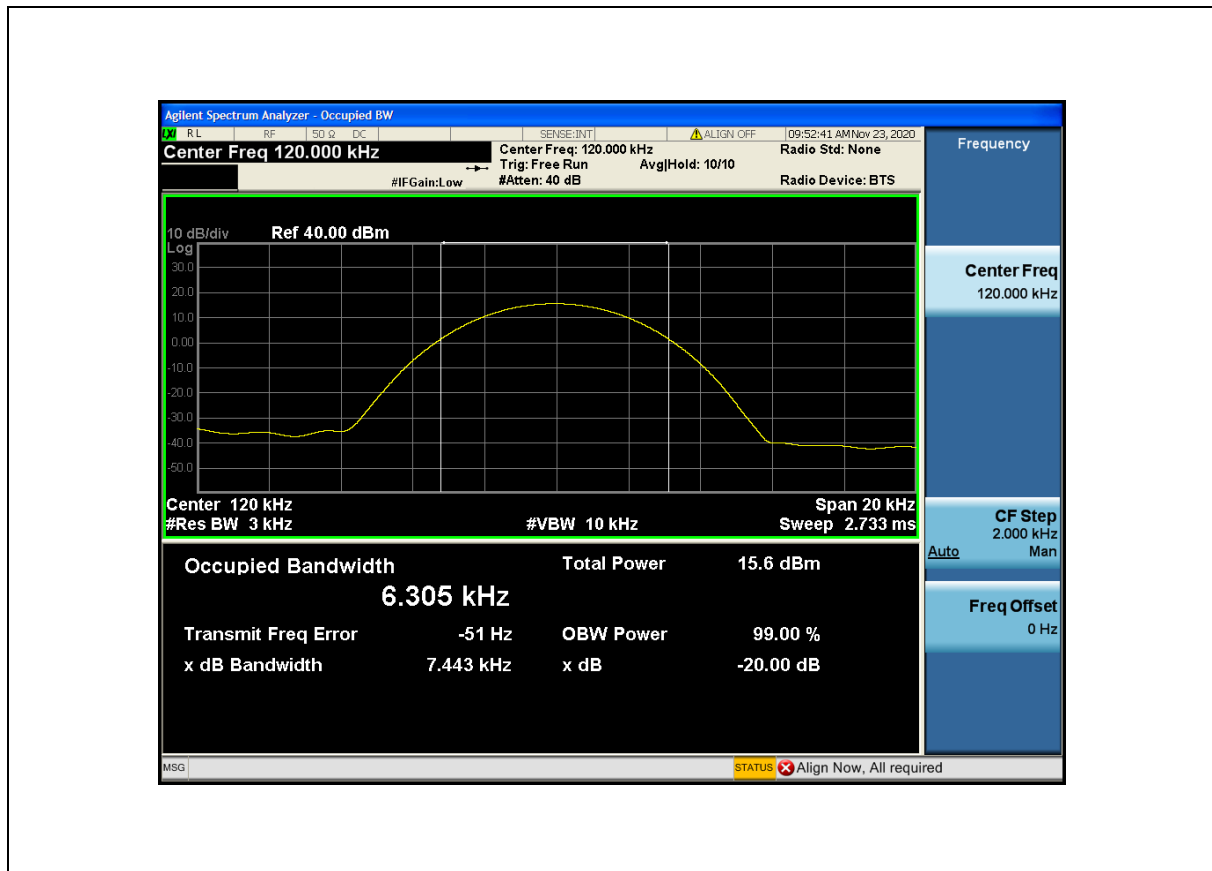 Agilent Spectrum Analyzer - Occupied BW
LXI RL RF 50 Ω DC SENSE:INT ALIGN OFF 09:52:41 AM Nov 23, 2020
Center Freq 120.000 kHz
Center Freq: 120.000 kHz
Radio Std: None
Trig: Free Run Avg|Hold: 10/10
#IFGain:Low
#Atten: 40 dB
Radio Device: BTS
10 dB/div Ref 40.00 dBm
Log
30.0
20.0
10.0
0.00
-10.0
-20.0
-30.0
-40.0
-50.0
Center 120 kHz Span 20 kHz
#Res BW 3 kHz #VBW 10 kHz Sweep 2.733 ms
Occupied Bandwidth Total Power 15.6 dBm
6.305 kHz
Transmit Freq Error -51 Hz OBW Power 99.00 %
x dB Bandwidth 7.443 kHz x dB -20.00 dB
Frequency
Center Freq
120.000 kHz
CF Step
2.000 kHz
Auto Man
Freq Offset
0 Hz
MSG STATUS Align Now, All required